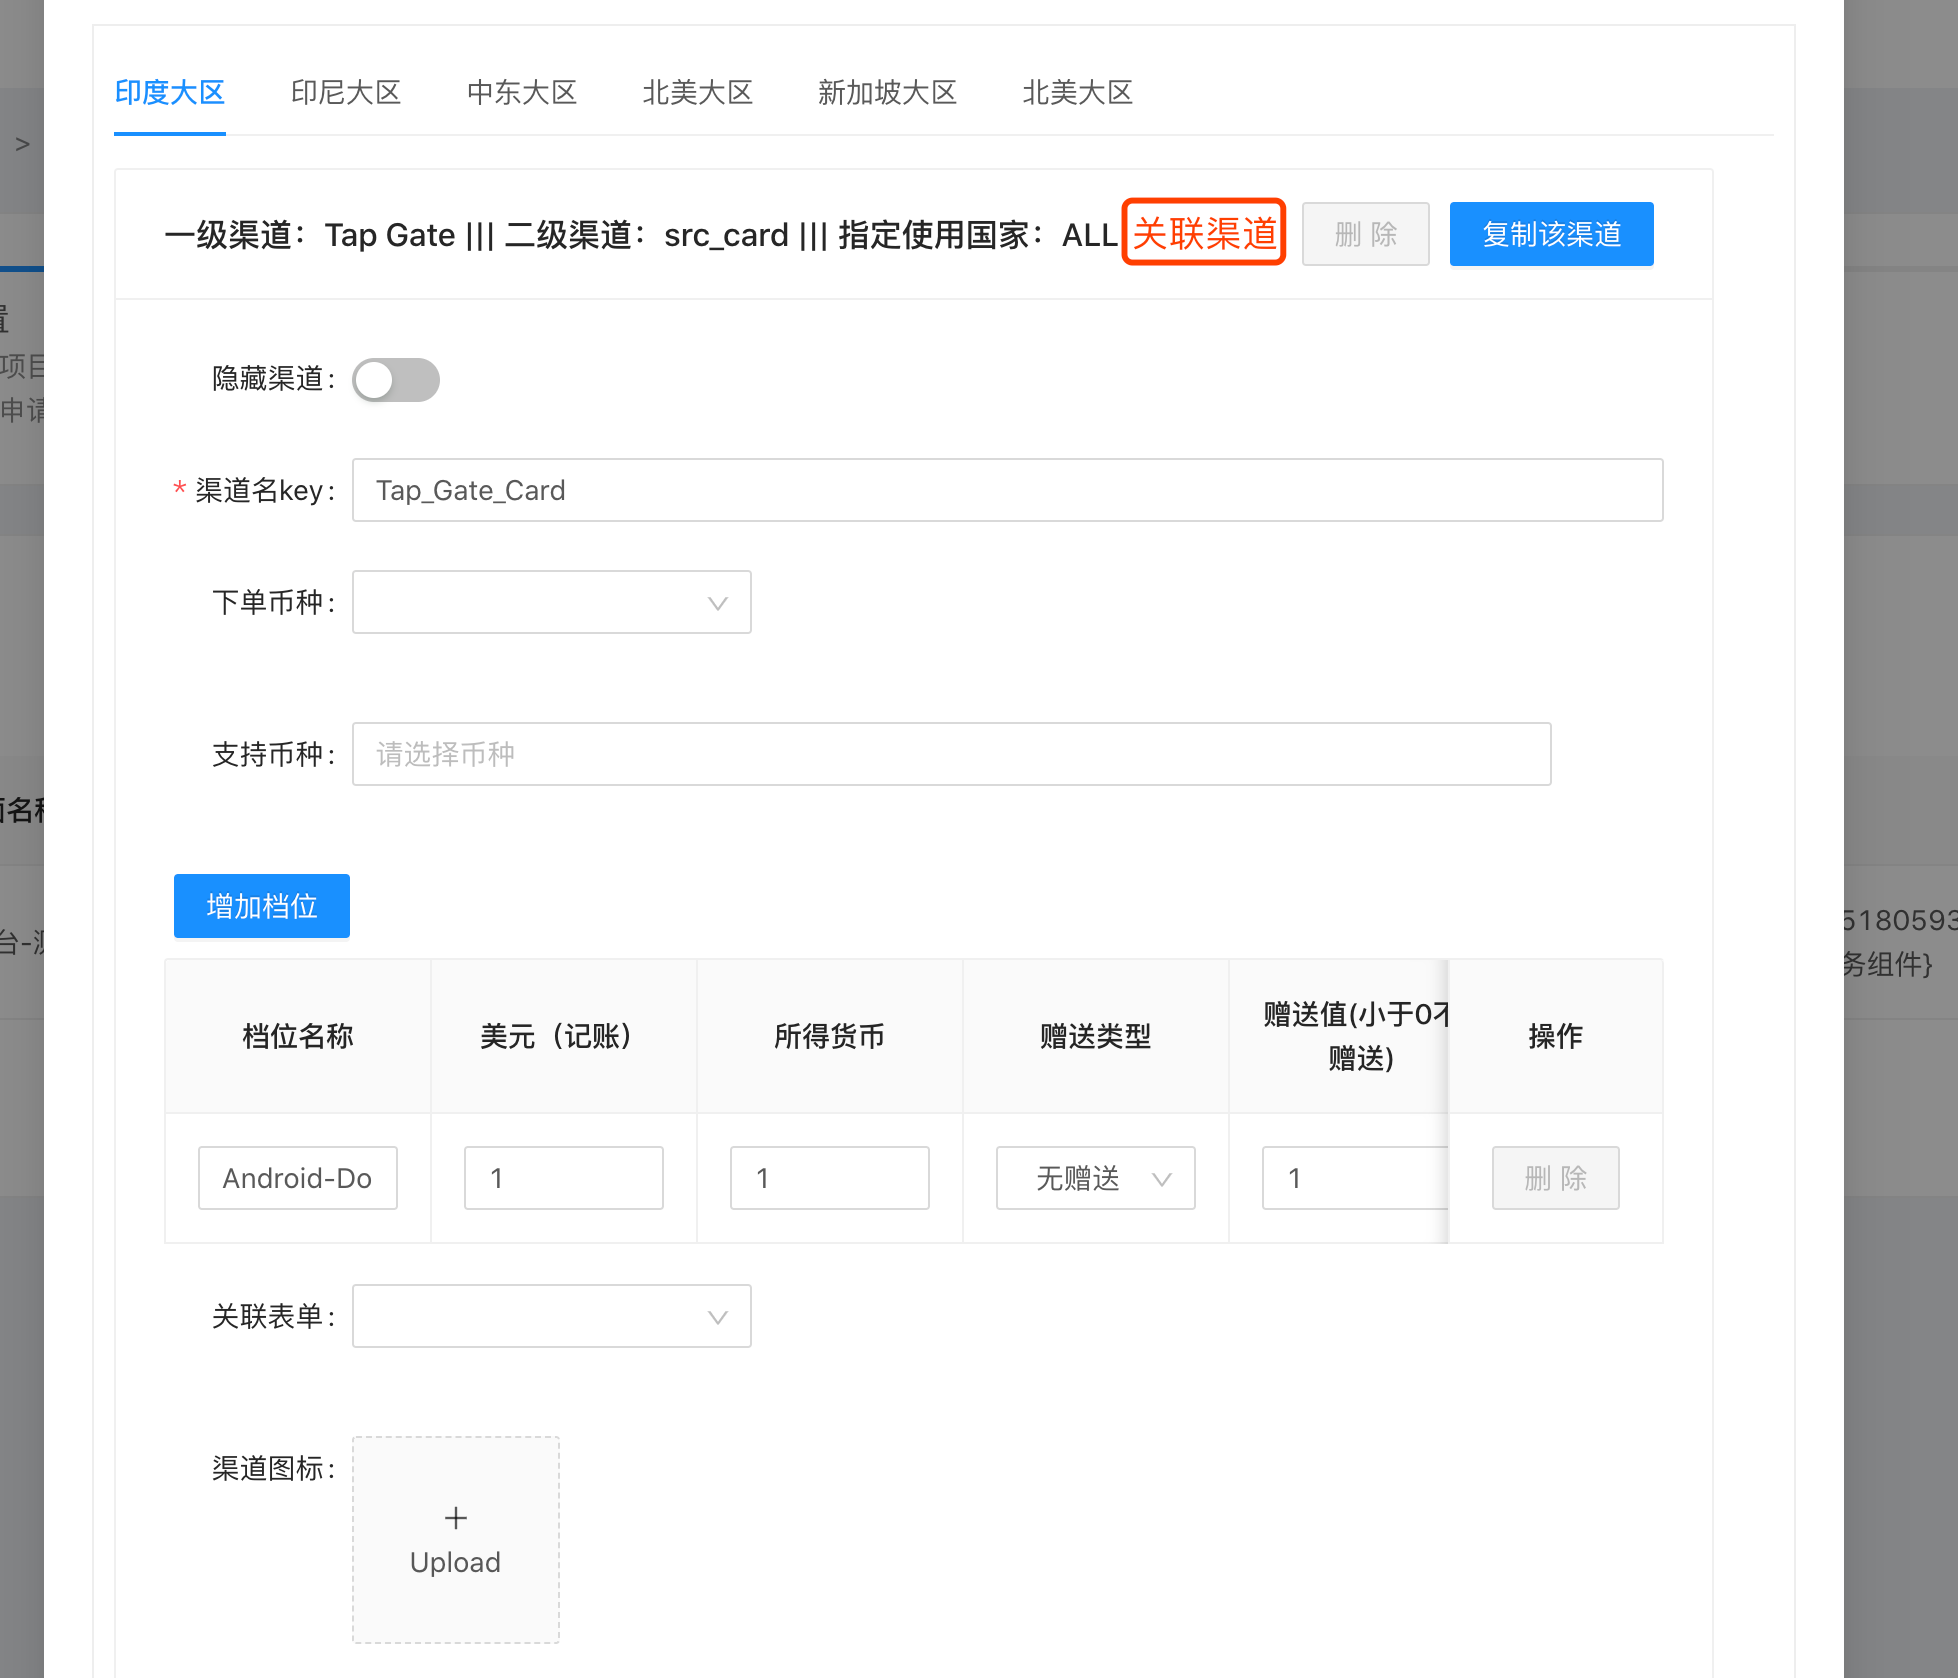 印度大区 印尼大区 中东大区 北美大区 新加坡大区 北美大区
>
一级渠道：Tap Gate ||| 二级渠道：src_card ||| 指定使用国家：ALL 关联渠道 删 除 复制该渠道
置
项目
申请
隐藏渠道:
* 渠道名key: Tap_Gate_Card
下单币种:
支持币种: 请选择币种
面名称
增加档位
5180593
务组件}
台-测
档位名称 美元（记账） 所得货币 赠送类型 赠送值(小于0不赠送) 操作
Android-Do 1 1 无赠送 1 删 除
关联表单:
渠道图标:
+
Upload